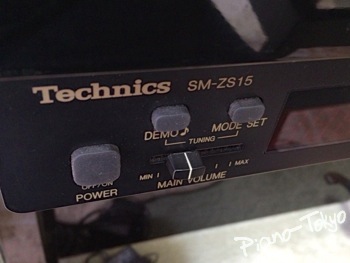 Technics SM-ZS15
DEMO♪ MODE SET
TUNING
MIN MAX
OFF/ON MAIN VOLUME
POWER
Piano-Tokyo